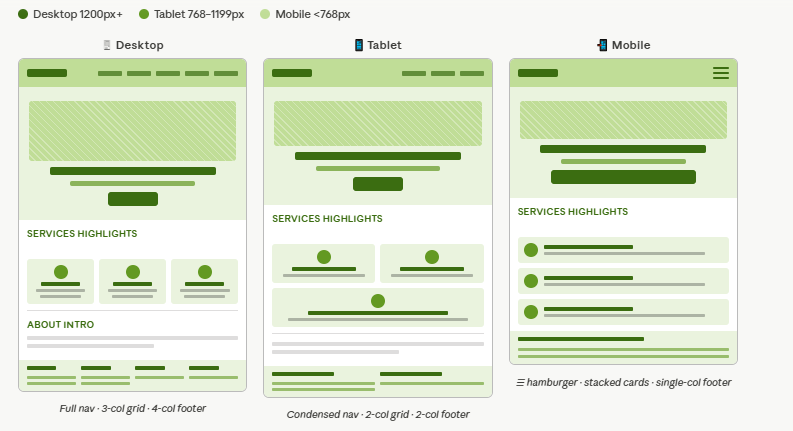 Desktop 1200px+ Tablet 768–1199px Mobile <768px
Desktop
SERVICES HIGHLIGHTS
ABOUT INTRO
Full nav · 3-col grid · 4-col footer
Tablet
SERVICES HIGHLIGHTS
Condensed nav · 2-col grid · 2-col footer
Mobile
SERVICES HIGHLIGHTS
☰ hamburger · stacked cards · single-col footer